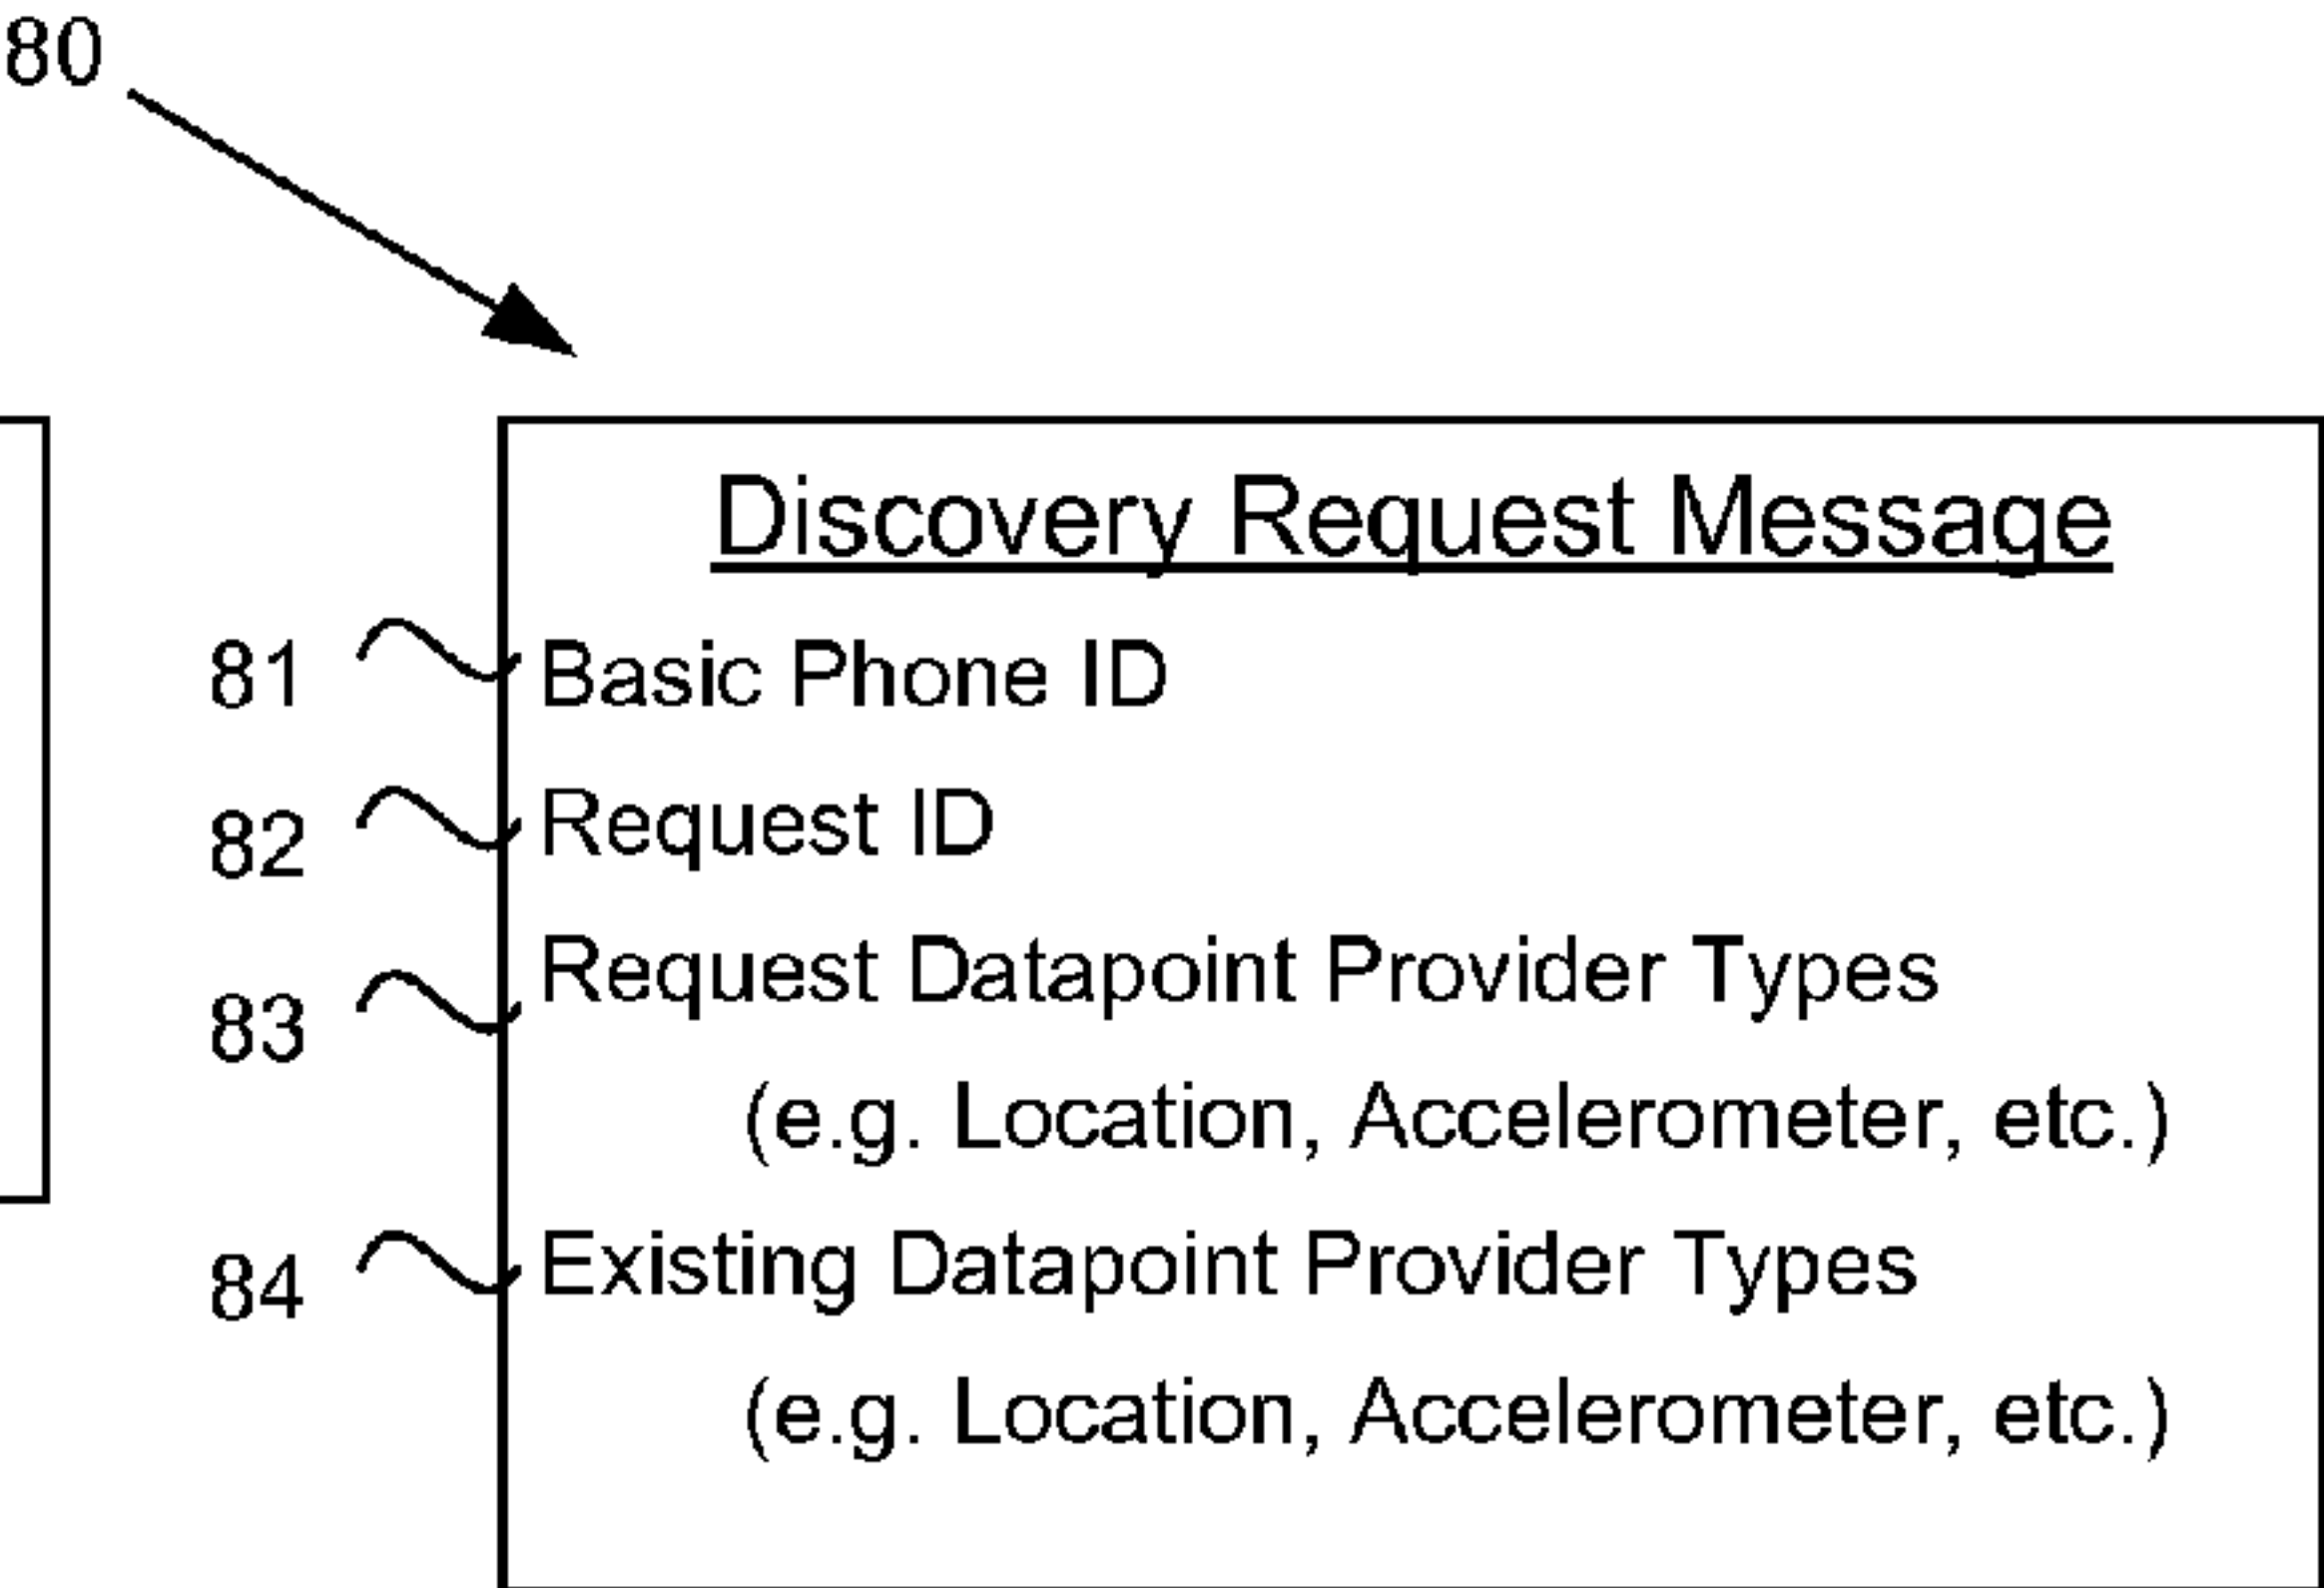 80
Discovery Request Message
81 Basic Phone ID
82 Request ID
83 Request Datapoint Provider Types
(e.g. Location, Accelerometer, etc.)
84 Existing Datapoint Provider Types
(e.g. Location, Accelerometer, etc.)